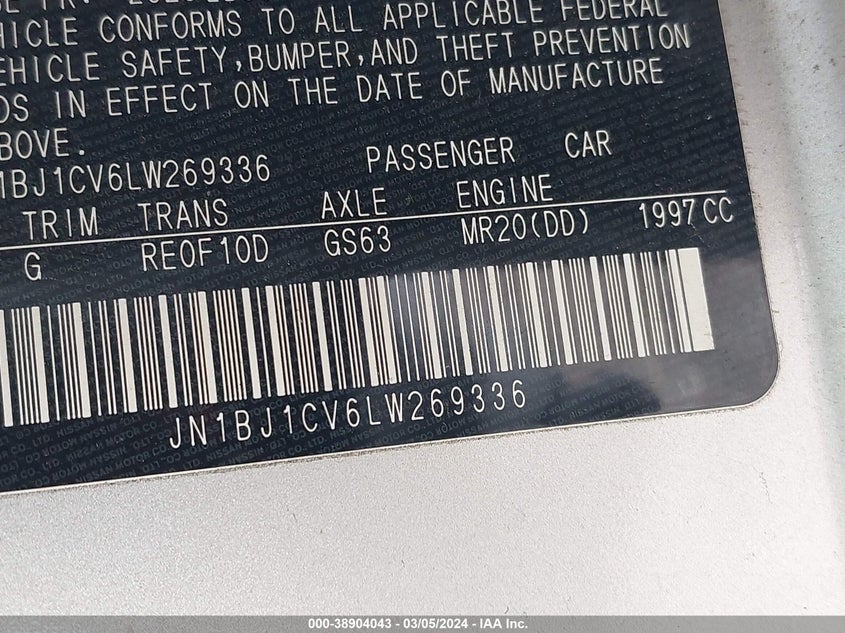 VEHICLE CONFORMS TO ALL APPLICABLE FEDERAL
VEHICLE SAFETY, BUMPER, AND THEFT PREVENTION
DS IN EFFECT ON THE DATE OF MANUFACTURE
BOVE.
1BJ1CV6LW269336 PASSENGER CAR
TRIM TRANS AXLE ENGINE
G RE0F10D GS63 MR20(DD) 1997CC
JN1BJ1CV6LW269336
000-38904043 - 03/05/2024 - IAA Inc.